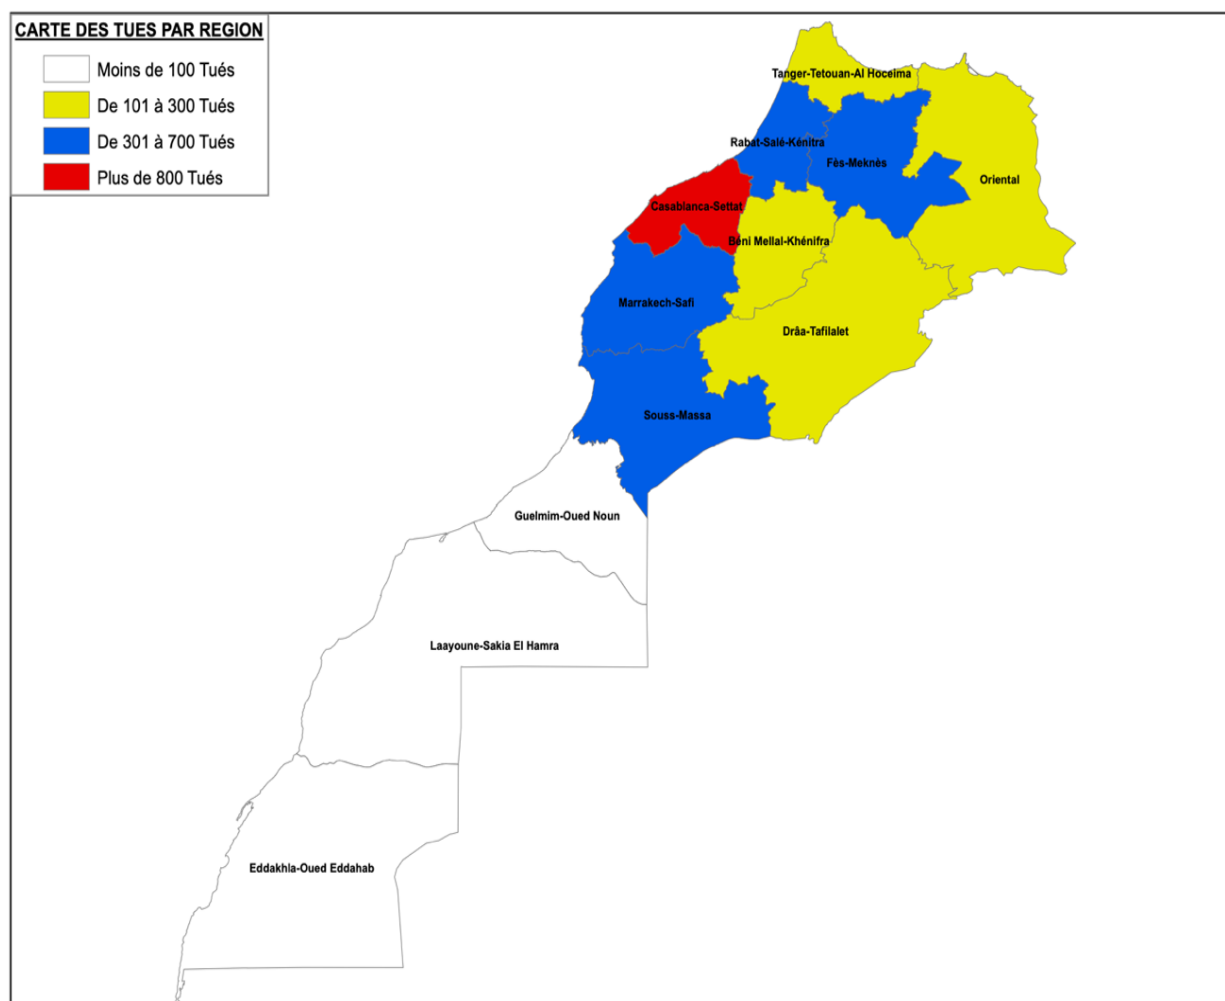 CARTE DES TUES PAR REGION
Moins de 100 Tués
De 101 à 300 Tués
De 301 à 700 Tués
Plus de 800 Tués
Tanger-Tetouan-Al Hoceima
Rabat-Salé-Kénitra
Fès-Meknès
Oriental
Casablanca-Settat
Béni Mellal-Khénifra
Marrakech-Safi
Drâa-Tafilalet
Souss-Massa
Guelmim-Oued Noun
Laayoune-Sakia El Hamra
Eddakhla-Oued Eddahab